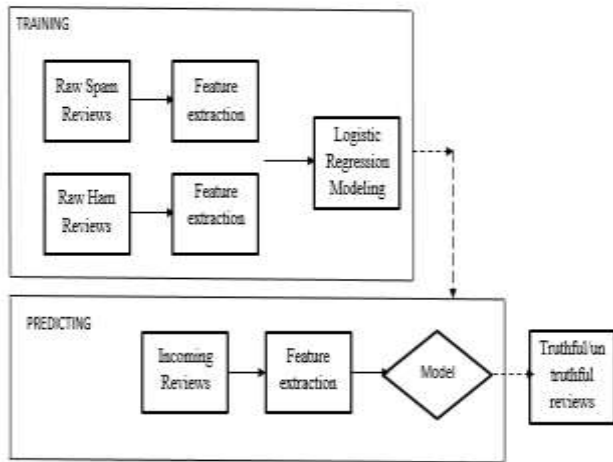 TRAINING
Raw Spam
Reviews
Feature
extraction
Raw Ham
Reviews
Feature
extraction
Logistic
Regression
Modeling
PREDICTING
Incoming
Reviews
Feature
extraction
Model
Truthful/un
truthful
reviews